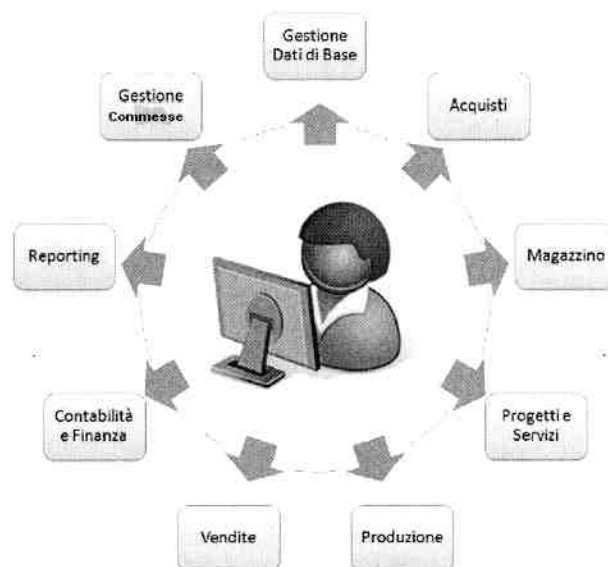 Gestione
Dati di Base
Acquisti
Magazzino
Progetti e
Servizi
Produzione
Vendite
Contabilità
e Finanza
Reporting
Gestione
Commesse